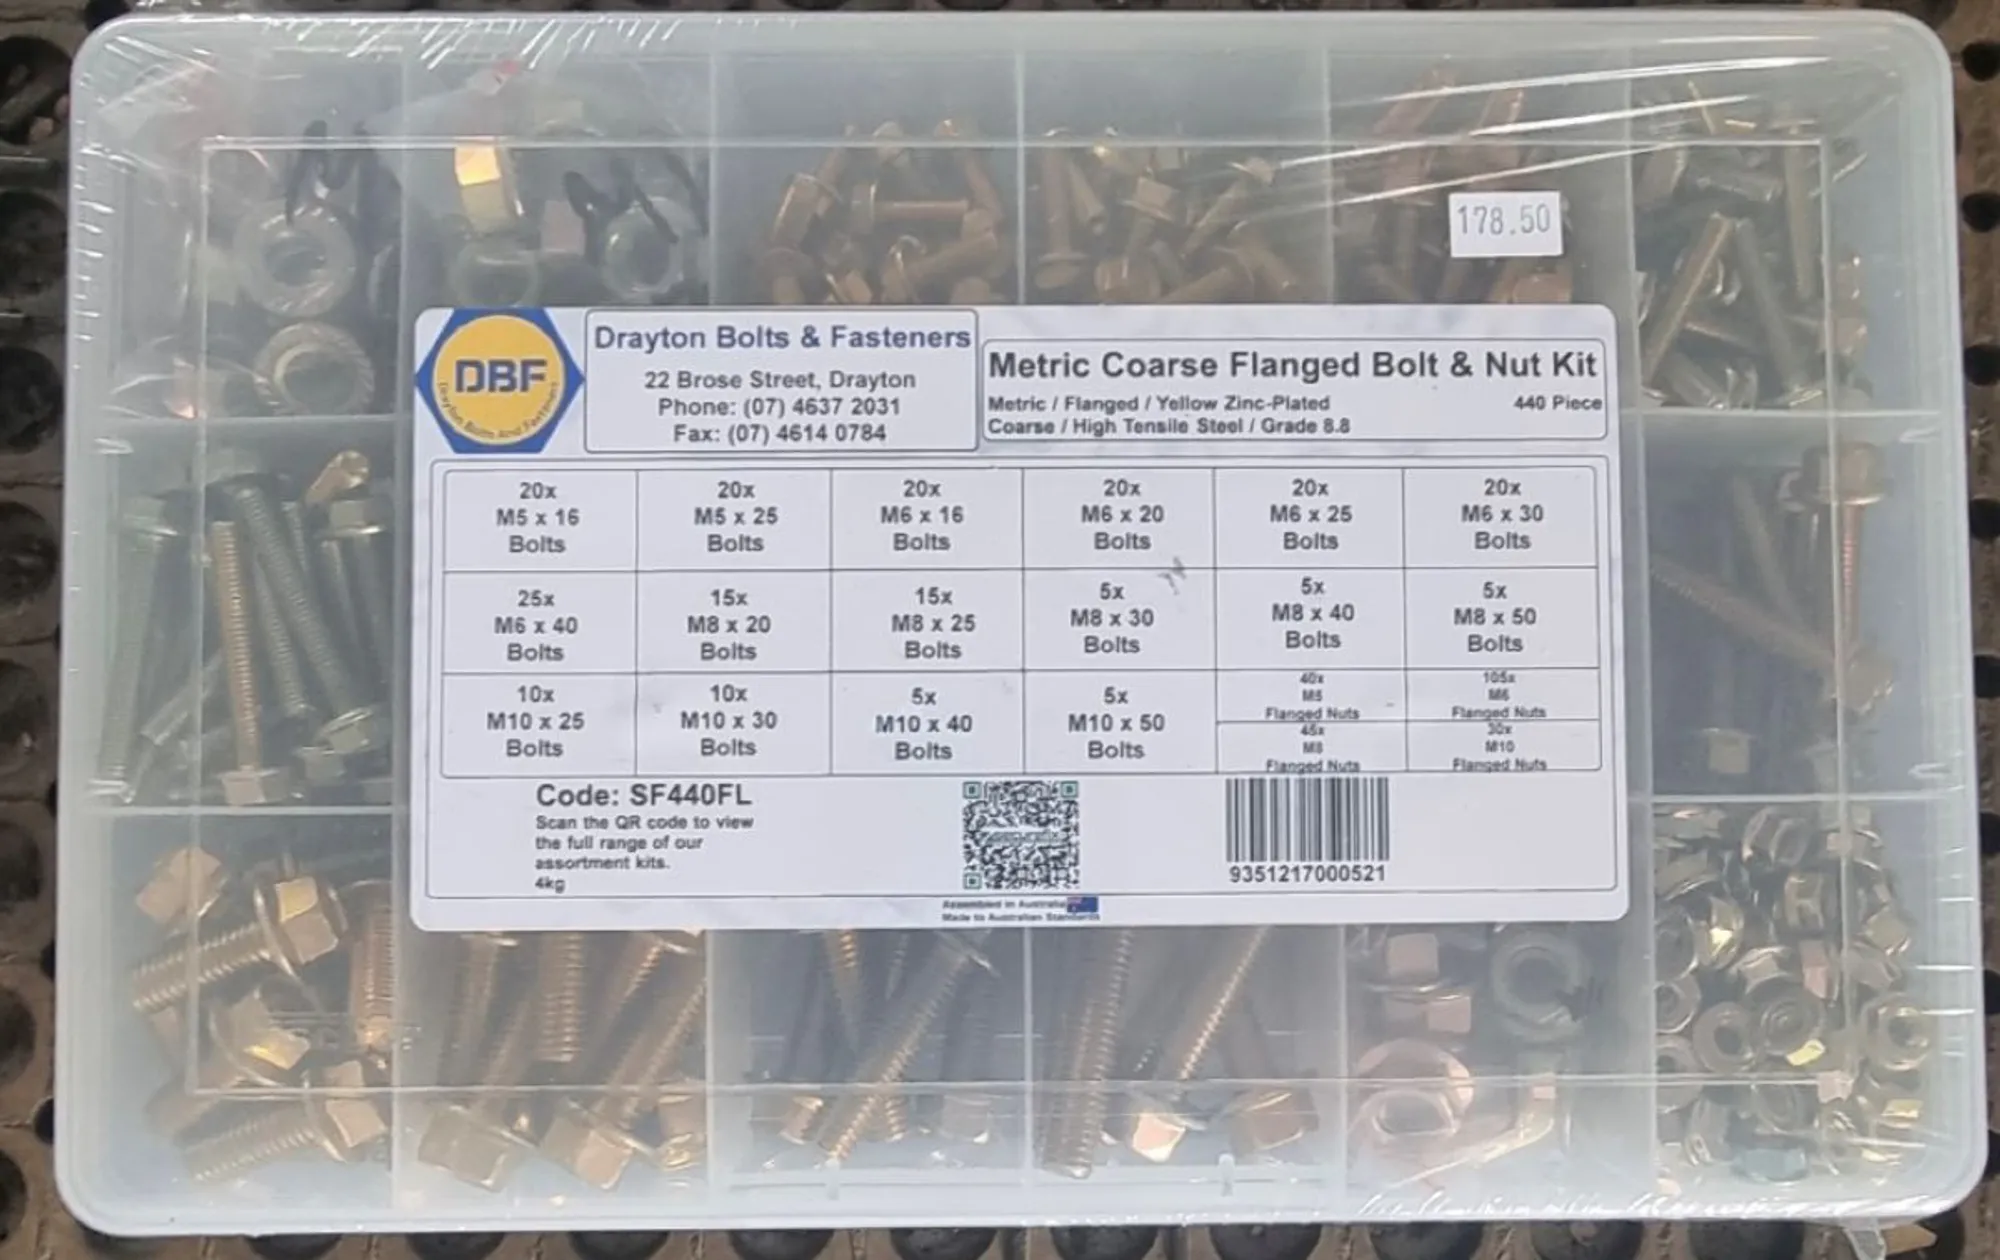 178.50
DBF
Drayton Bolts And Fasteners
Drayton Bolts & Fasteners
22 Brose Street, Drayton
Phone: (07) 4637 2031
Fax: (07) 4614 0784
Metric Coarse Flanged Bolt & Nut Kit
Metric / Flanged / Yellow Zinc-Plated
440 Piece
Coarse / High Tensile Steel / Grade 8.8
20x
M5 x 16
Bolts
20x
M5 x 25
Bolts
20x
M6 x 16
Bolts
20x
M6 x 20
Bolts
20x
M6 x 25
Bolts
20x
M6 x 30
Bolts
25x
M6 x 40
Bolts
15x
M8 x 20
Bolts
15x
M8 x 25
Bolts
5x
M8 x 30
Bolts
5x
M8 x 40
Bolts
5x
M8 x 50
Bolts
10x
M10 x 25
Bolts
10x
M10 x 30
Bolts
5x
M10 x 40
Bolts
5x
M10 x 50
Bolts
40x
M5
Flanged Nuts
105x
M6
Flanged Nuts
45x
M8
Flanged Nuts
30x
M10
Flanged Nuts
Code: SF440FL
Scan the QR code to view
the full range of our
assortment kits.
4kg
9351217000521
Assembled in Australia
Made to Australian Standards